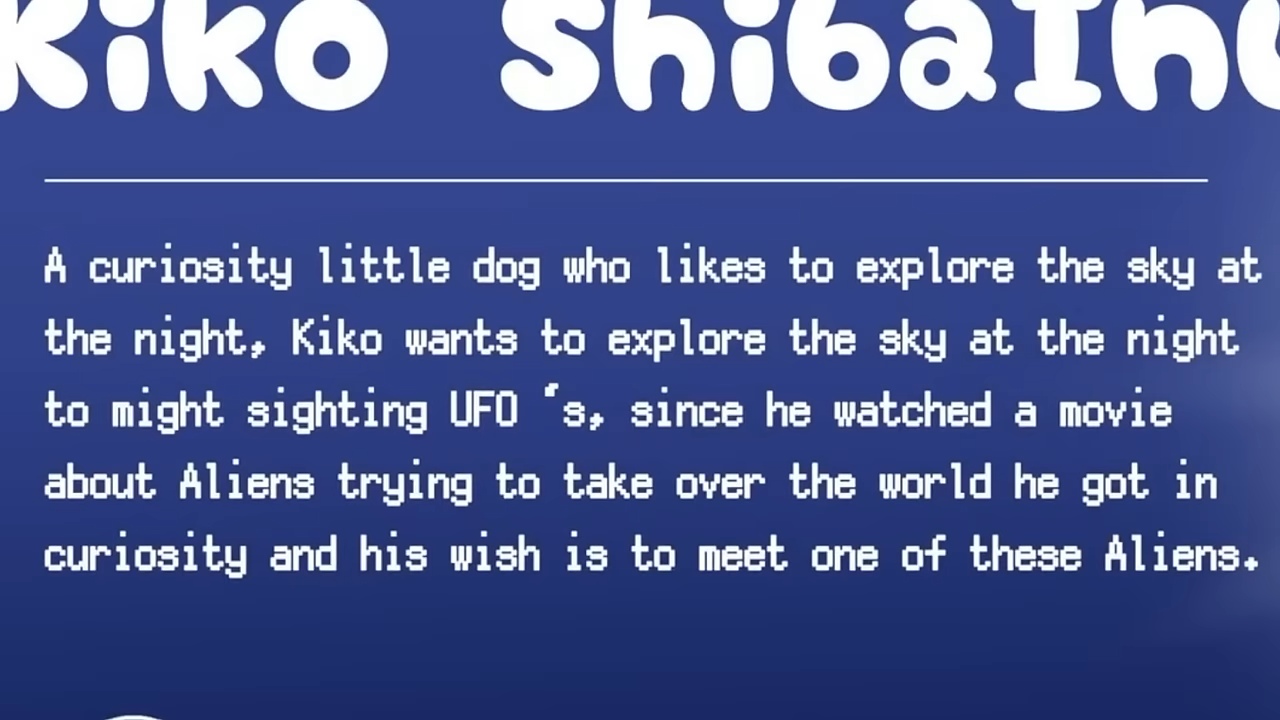 Kiko ShibaInu
A curiosity little dog who likes to explore the sky at
the night, Kiko wants to explore the sky at the night
to might sighting UFO ´s, since he watched a movie
about Aliens trying to take over the world he got in
curiosity and his wish is to meet one of these Aliens.